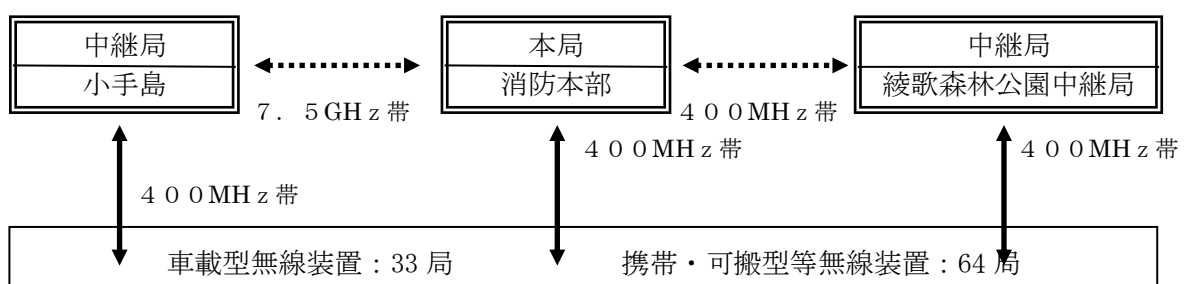 中継局
小手島
本局
消防本部
中継局
綾歌森林公園中継局
７．５GHｚ帯
４００MHｚ帯
４００MHｚ帯
４００MHｚ帯
４００MHｚ帯
車載型無線装置：33 局
携帯・可搬型等無線装置：64 局